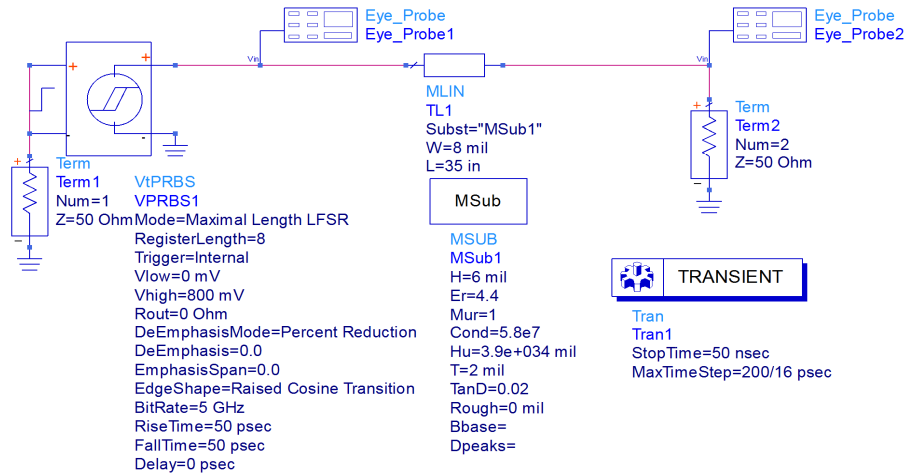 Eye_Probe
Eye_Probe1
Eye_Probe
Eye_Probe2
Vin
Vin
+
+
-
-
MLIN
TL1
Subst="MSub1"
W=8 mil
L=35 in
+
Term
Term2
Num=2
Z=50 Ohm
-
+
Term
Term1
Num=1
Z=50 Ohm
-
VtPRBS
VPRBS1
Mode=Maximal Length LFSR
RegisterLength=8
Trigger=Internal
Vlow=0 mV
Vhigh=800 mV
Rout=0 Ohm
DeEmphasisMode=Percent Reduction
DeEmphasis=0.0
EmphasisSpan=0.0
EdgeShape=Raised Cosine Transition
BitRate=5 GHz
RiseTime=50 psec
FallTime=50 psec
Delay=0 psec
MSub
MSUB
MSub1
H=6 mil
Er=4.4
Mur=1
Cond=5.8e7
Hu=3.9e+034 mil
T=2 mil
TanD=0.02
Rough=0 mil
Bbase=
Dpeaks=
TRANSIENT
Tran
Tran1
StopTime=50 nsec
MaxTimeStep=200/16 psec